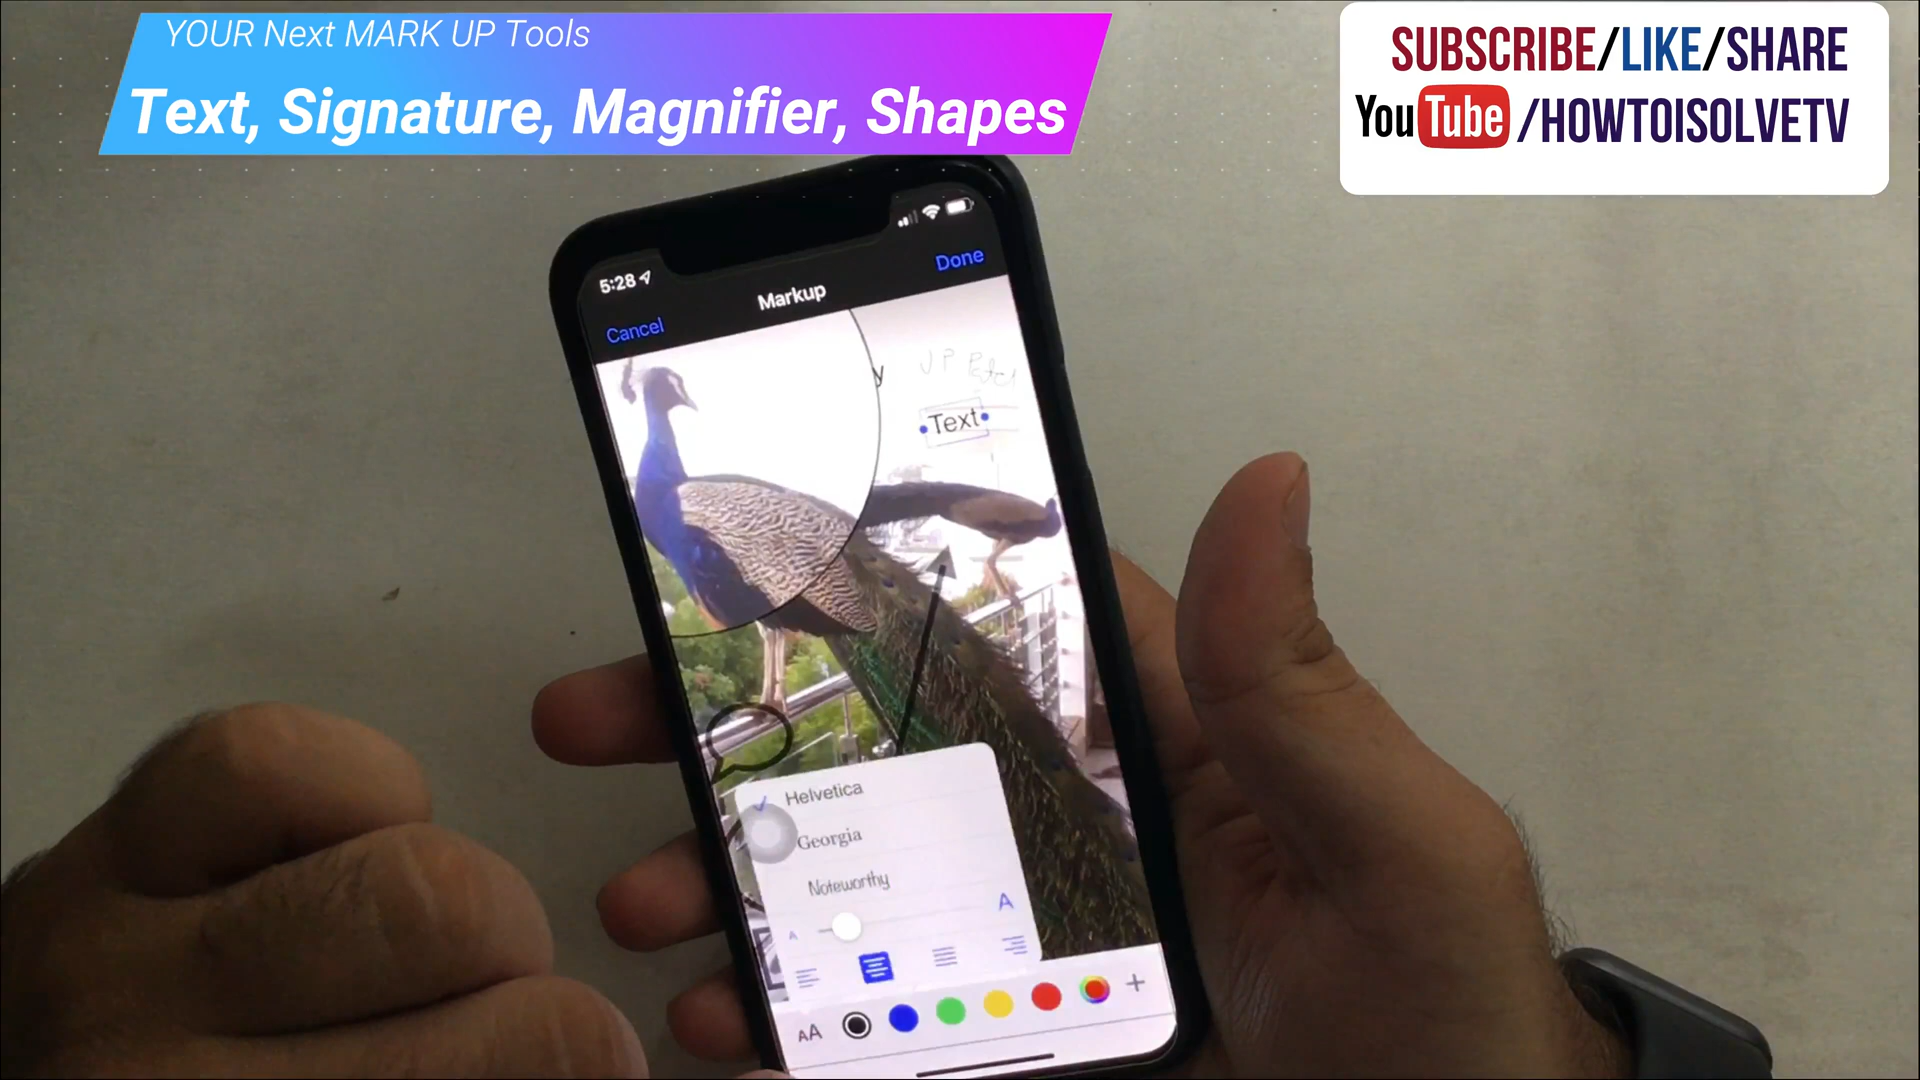 YOUR Next MARK UP Tools
Text, Signature, Magnifier, Shapes
SUBSCRIBE/LIKE/SHARE
YouTube /HOWTOISOLVETV
5:28
Done
Markup
Cancel
y
Text
Helvetica
Georgia
Noteworthy
A
A
AA